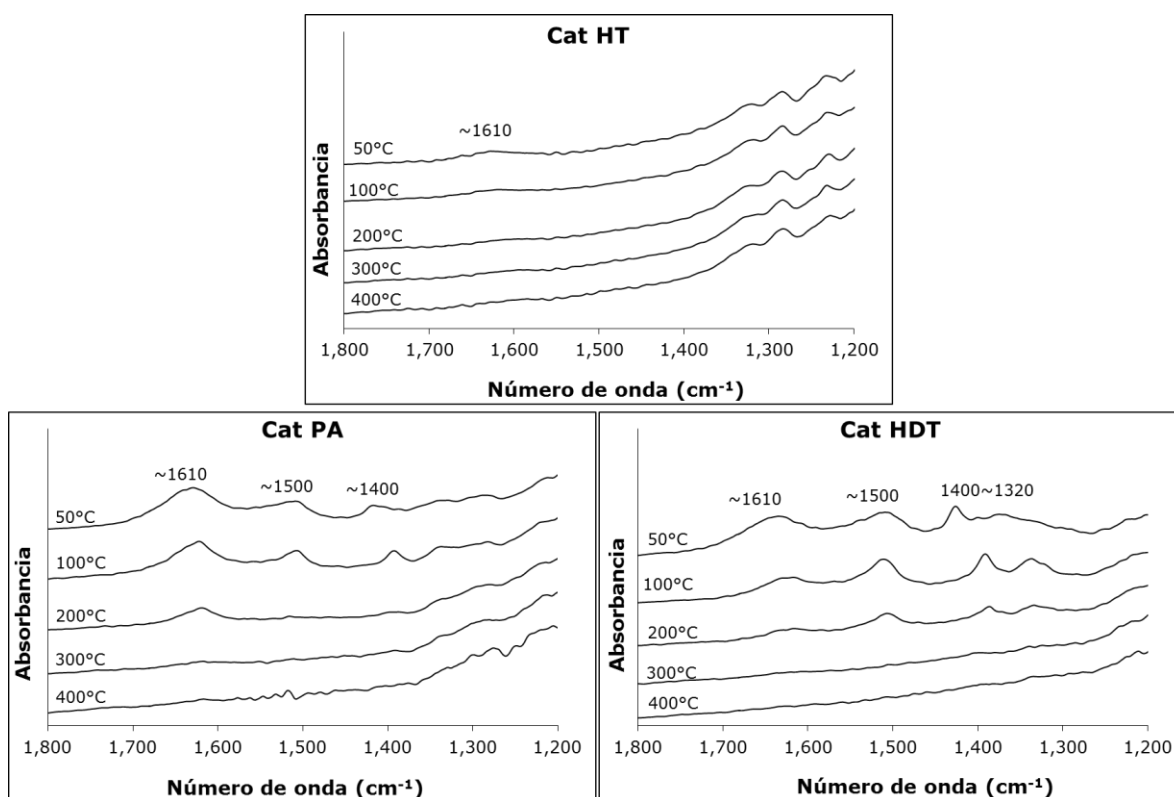 Cat HT
~1610
50°C
100°C
200°C
300°C
400°C
Absorbancia
1,800 1,700 1,600 1,500 1,400 1,300 1,200
Número de onda (cm⁻¹)
Cat PA
~1610 ~1500 ~1400
50°C
100°C
200°C
300°C
400°C
Absorbancia
1,800 1,700 1,600 1,500 1,400 1,300 1,200
Número de onda (cm⁻¹)
Cat HDT
~1610 ~1500 1400~1320
50°C
100°C
200°C
300°C
400°C
Absorbancia
1,800 1,700 1,600 1,500 1,400 1,300 1,200
Número de onda (cm⁻¹)